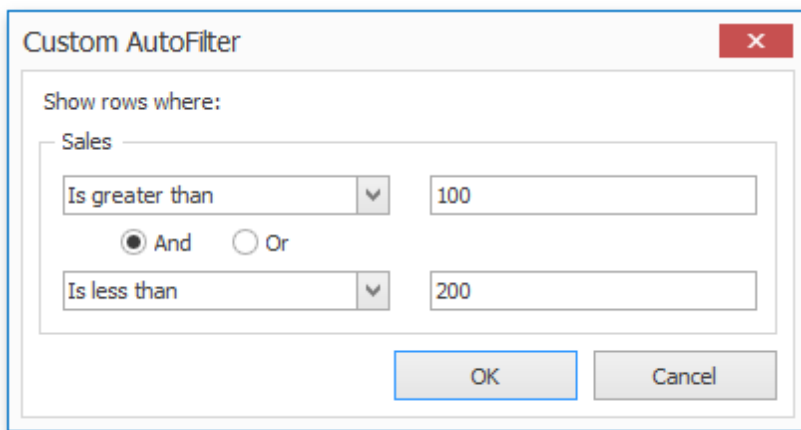 Custom AutoFilter
Show rows where:
Sales
Is greater than 100
And Or
Is less than 200
OK Cancel